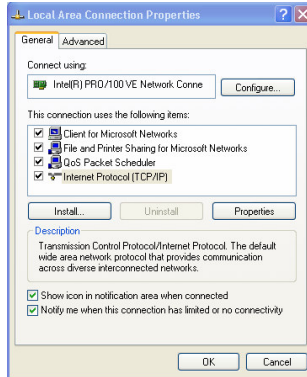 Local Area Connection Properties
General Advanced
Connect using:
Intel(R) PRO/100 VE Network Conne Configure...
This connection uses the following items:
Client for Microsoft Networks
File and Printer Sharing for Microsoft Networks
QoS Packet Scheduler
Internet Protocol (TCP/IP)
Install... Uninstall Properties
Description
Transmission Control Protocol/Internet Protocol. The default
wide area network protocol that provides communication
across diverse interconnected networks.
Show icon in notification area when connected
Notify me when this connection has limited or no connectivity
OK Cancel